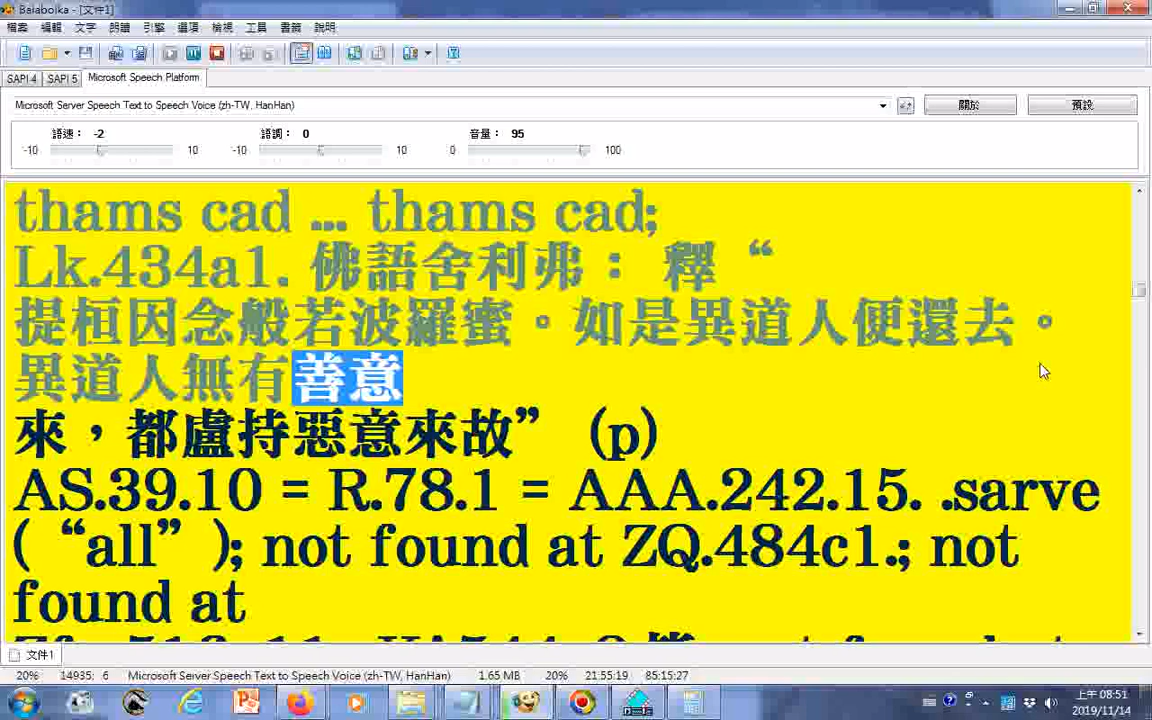 Balabolka - [文件1]
檔案 編輯 文字 朗讀 引擎 選項 檢視 工具 書籤 說明
SAPI 4 SAPI 5 Microsoft Speech Platform
Microsoft Server Speech Text to Speech Voice (zh-TW, HanHan) 關於 預設
語速： -2 語調： 0 音量： 95
-10 10 -10 10 0 100
thams cad ... thams cad;
Lk.434a1. 佛語舍利弗： 釋“
提桓因念般若波羅蜜。如是異道人便還去。
異道人無有善意
來，都盧持惡意來故” (p)
AS.39.10 = R.78.1 = AAA.242.15. .sarve
(“all”); not found at ZQ.484c1.; not
found at
文件1
20% 14935: 6 Microsoft Server Speech Text to Speech Voice (zh-TW, HanHan) 1.65 MB 20% 21:55:19 85:15:27
上午 08:51
2019/11/14